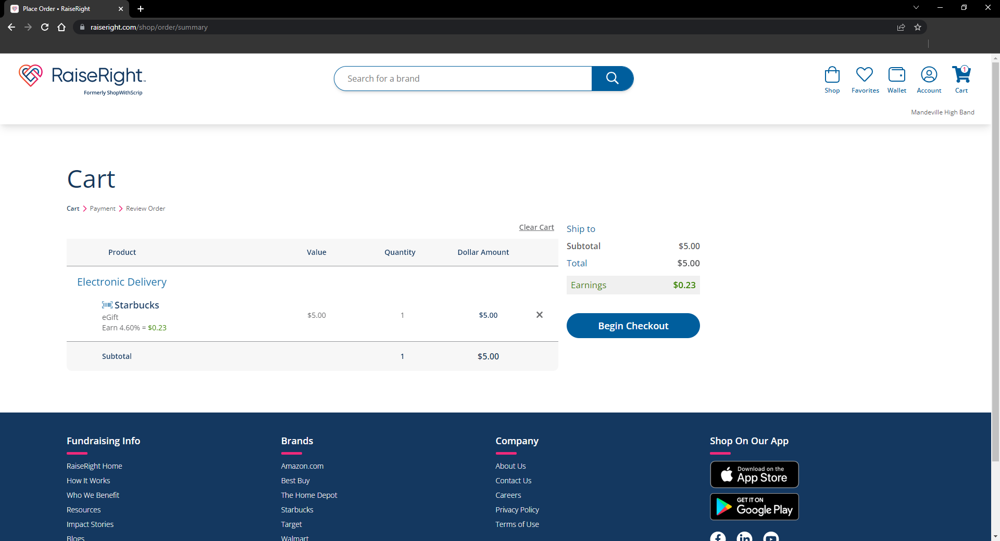 Place Order • RaiseRight
raiseright.com/shop/order/summary
RaiseRight™
Formerly ShopWithScrip
Search for a brand
Shop
Favorites
Wallet
Account
1
Cart
Mandeville High Band
Cart
Cart Payment Review Order
Clear Cart
Product Value Quantity Dollar Amount
Electronic Delivery
Starbucks
eGift
Earn 4.60% = $0.23
$5.00 1 $5.00
Subtotal 1 $5.00
Ship to
Subtotal $5.00
Total $5.00
Earnings $0.23
Begin Checkout
Fundraising Info
RaiseRight Home
How It Works
Who We Benefit
Resources
Impact Stories
Blogs
Brands
Amazon.com
Best Buy
The Home Depot
Starbucks
Target
Walmart
Company
About Us
Contact Us
Careers
Privacy Policy
Terms of Use
Shop On Our App
Download on the
App Store
GET IT ON
Google Play